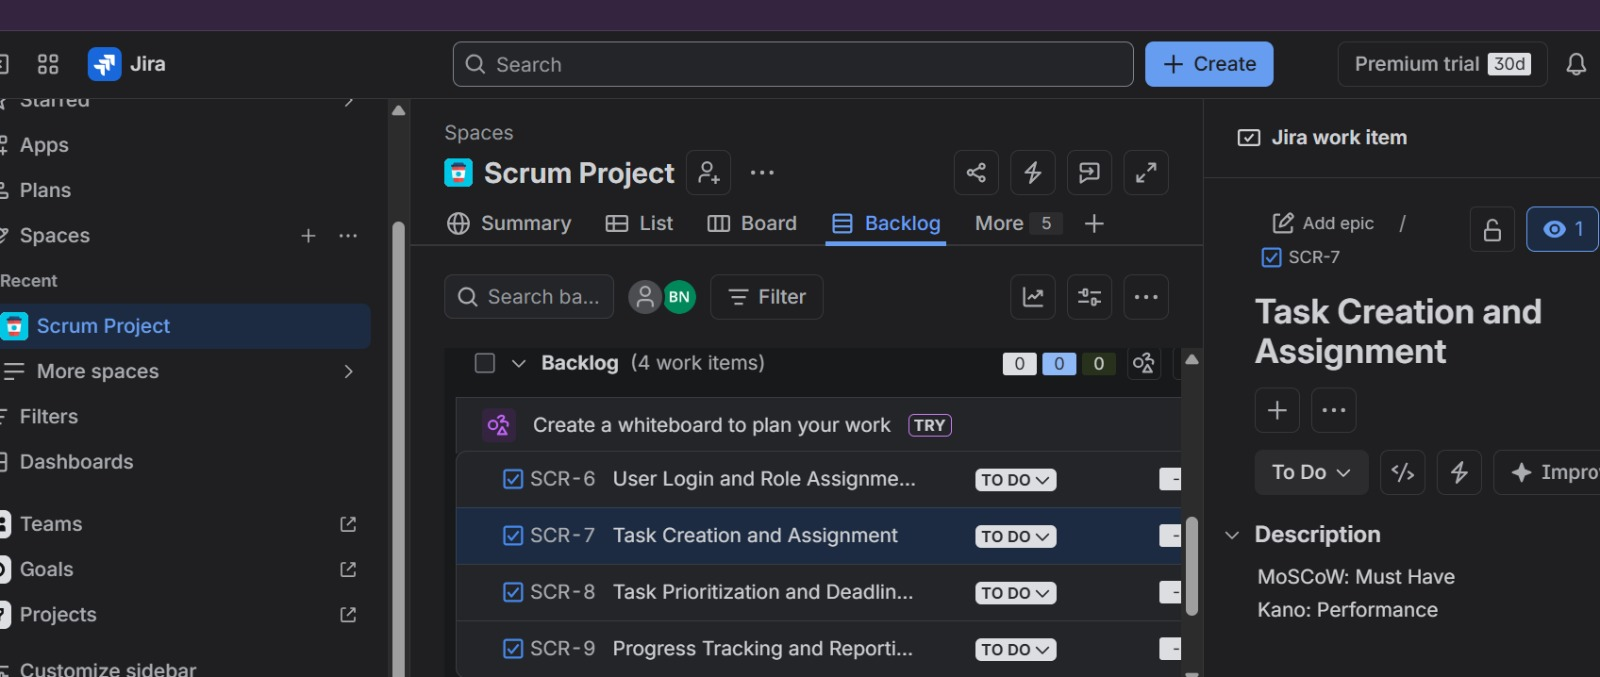 Jira
Search
Create
Premium trial 30d
Starred
Apps
Plans
Spaces
Recent
Scrum Project
More spaces
Filters
Dashboards
Teams
Goals
Projects
Customize sidebar
Spaces
Scrum Project
Summary List Board Backlog More 5
Search ba... BN Filter
Backlog (4 work items) 0 0 0
Create a whiteboard to plan your work TRY
SCR-6 User Login and Role Assignme... TO DO -
SCR-7 Task Creation and Assignment TO DO -
SCR-8 Task Prioritization and Deadlin... TO DO -
SCR-9 Progress Tracking and Reporti... TO DO -
Jira work item
Add epic /
SCR-7
1
Task Creation and
Assignment
To Do Impro
Description
MoSCoW: Must Have
Kano: Performance